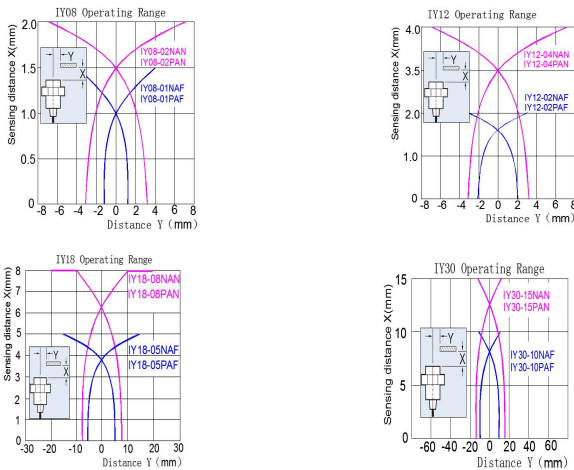 IY08 Operating Range
Sensing distance X(mm)
2.0
1.5
1.0
0.5
0
Y
X
IY08-02NAN
IY08-02PAN
IY08-01NAF
IY08-01PAF
-8 -6 -4 -2 0 2 4 6 8
Distance Y (mm)
IY12 Operating Range
Sensing distance X(mm)
4.0
3.5
2.0
1.0
0
Y
X
IY12-04NAN
IY12-04PAN
IY12-02NAF
IY12-02PAF
-8 -6 -4 -2 0 2 4 6 8
Distance Y (mm)
IY18 Operating Range
Sensing distance X(mm)
8
7
6
5
4
3
2
1
0
Y
X
IY18-08NAN
IY18-08PAN
IY18-05NAF
IY18-05PAF
-30 -20 -10 0 10 20 30
Distance Y (mm)
IY30 Operating Range
Sensing distance X(mm)
15
10
5
0
Y
X
IY30-15NAN
IY30-15PAN
IY30-10NAF
IY30-10PAF
-60 -40 -20 0 20 40 60
Distance Y (mm)